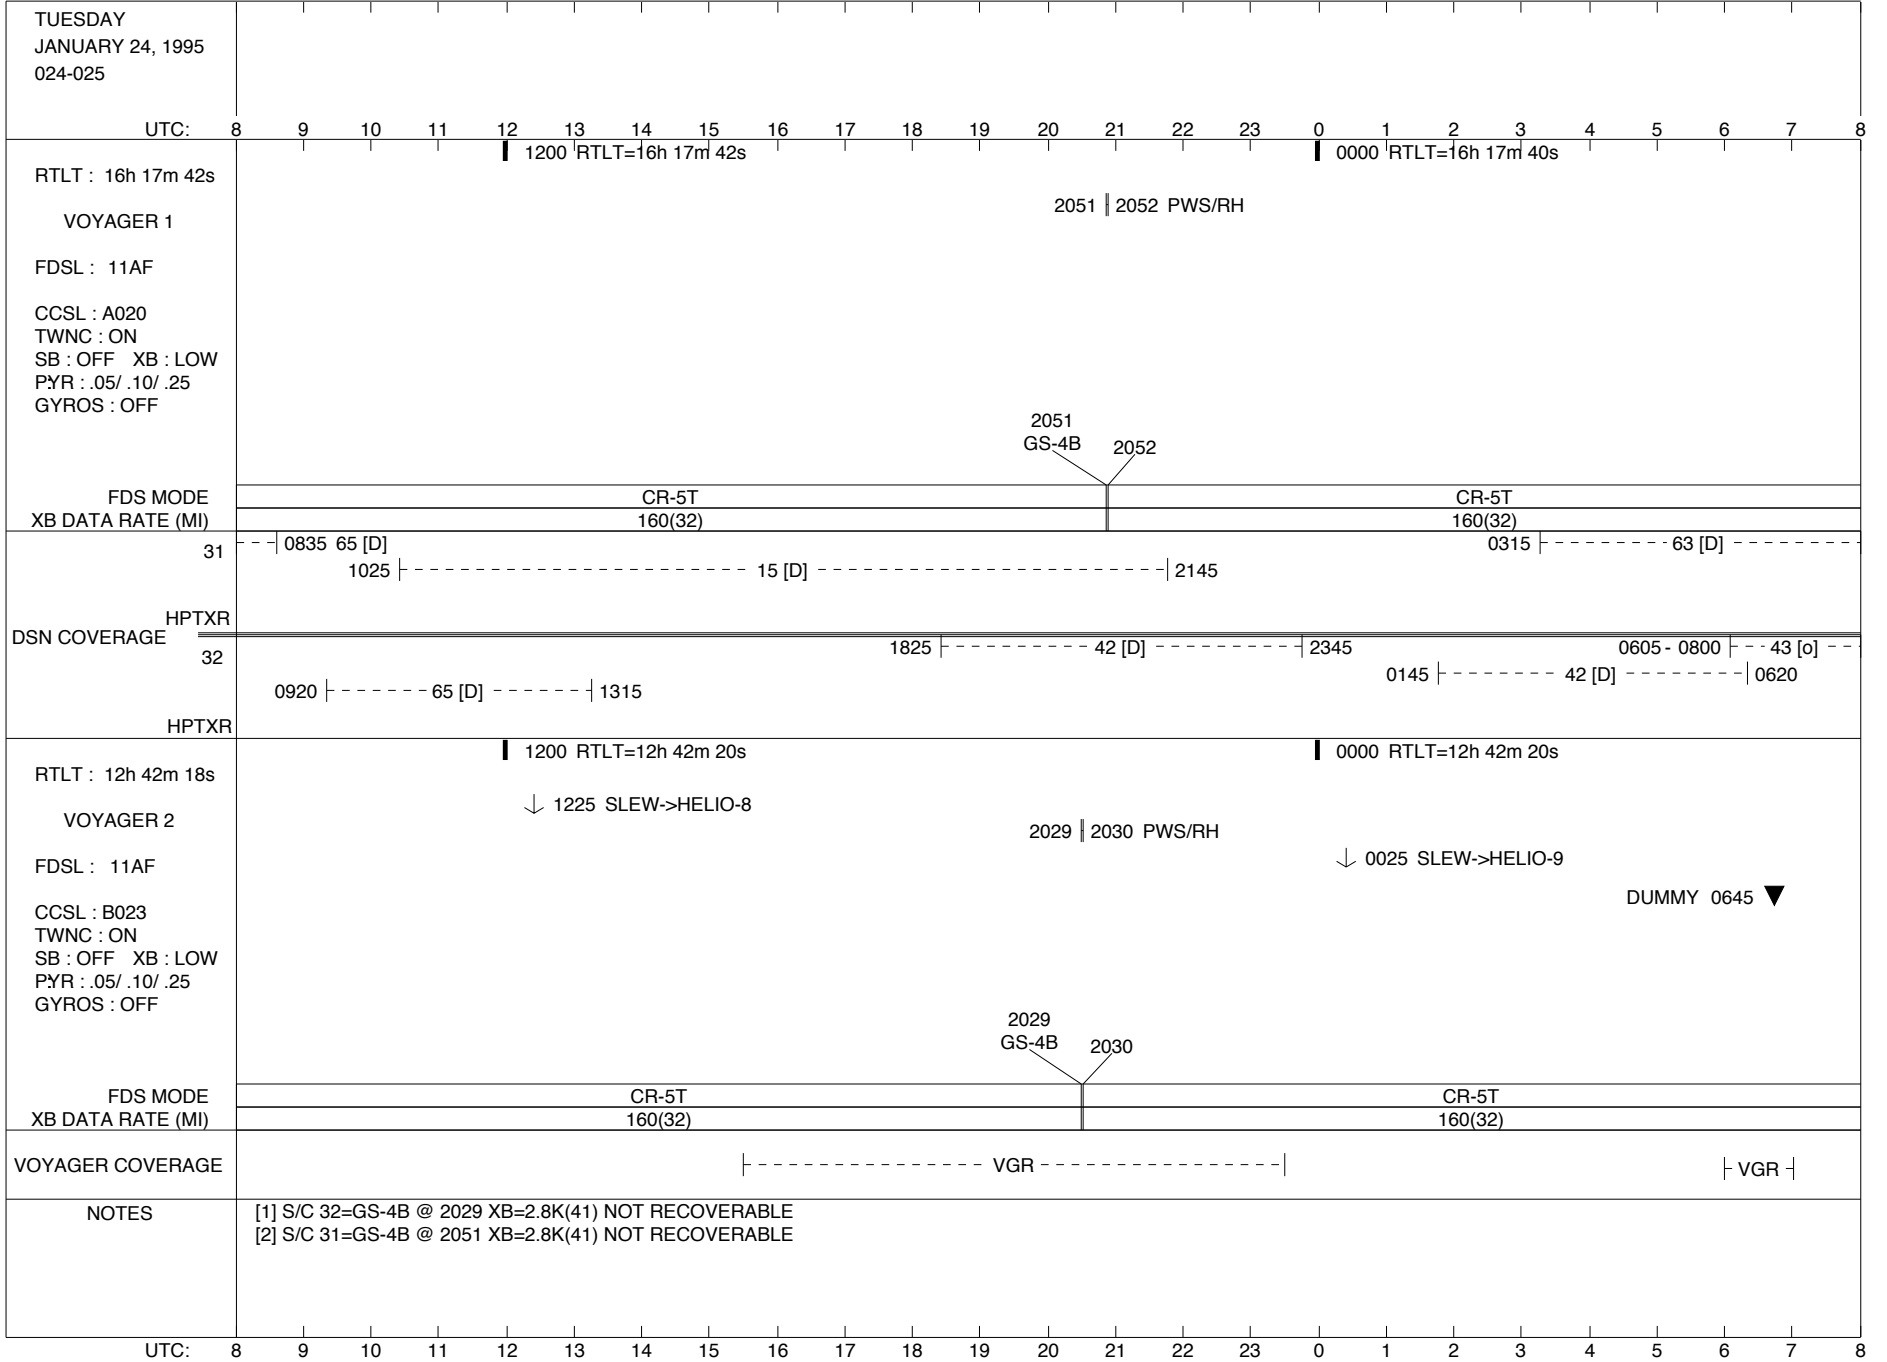 TUESDAY
JANUARY 24, 1995
024-025
UTC: 8 9 10 11 12 13 14 15 16 17 18 19 20 21 22 23 0 1 2 3 4 5 6 7 8
1200 RTLT=16h 17m 42s 0000 RTLT=16h 17m 40s
RTLT : 16h 17m 42s
2051 2052 PWS/RH
VOYAGER 1
FDSL : 11AF
CCSL : A020
TWNC : ON
SB : OFF XB : LOW
P:YR : .05/ .10/ .25
GYROS : OFF
2051
GS-4B 2052
FDS MODE CR-5T CR-5T
XB DATA RATE (MI) 160(32) 160(32)
31 0835 65 [D] 0315 63 [D]
1025 15 [D] 2145
HPTXR
DSN COVERAGE
32 1825 42 [D] 2345 0605 - 0800 43 [o]
0145 42 [D] 0620
0920 65 [D] 1315
HPTXR
1200 RTLT=12h 42m 20s 0000 RTLT=12h 42m 20s
RTLT : 12h 42m 18s
1225 SLEW->HELIO-8
VOYAGER 2
2029 2030 PWS/RH
0025 SLEW->HELIO-9
FDSL : 11AF
DUMMY 0645
CCSL : B023
TWNC : ON
SB : OFF XB : LOW
P:YR : .05/ .10/ .25
GYROS : OFF
2029
GS-4B 2030
FDS MODE CR-5T CR-5T
XB DATA RATE (MI) 160(32) 160(32)
VOYAGER COVERAGE VGR VGR
NOTES [1] S/C 32=GS-4B @ 2029 XB=2.8K(41) NOT RECOVERABLE
[2] S/C 31=GS-4B @ 2051 XB=2.8K(41) NOT RECOVERABLE
UTC: 8 9 10 11 12 13 14 15 16 17 18 19 20 21 22 23 0 1 2 3 4 5 6 7 8